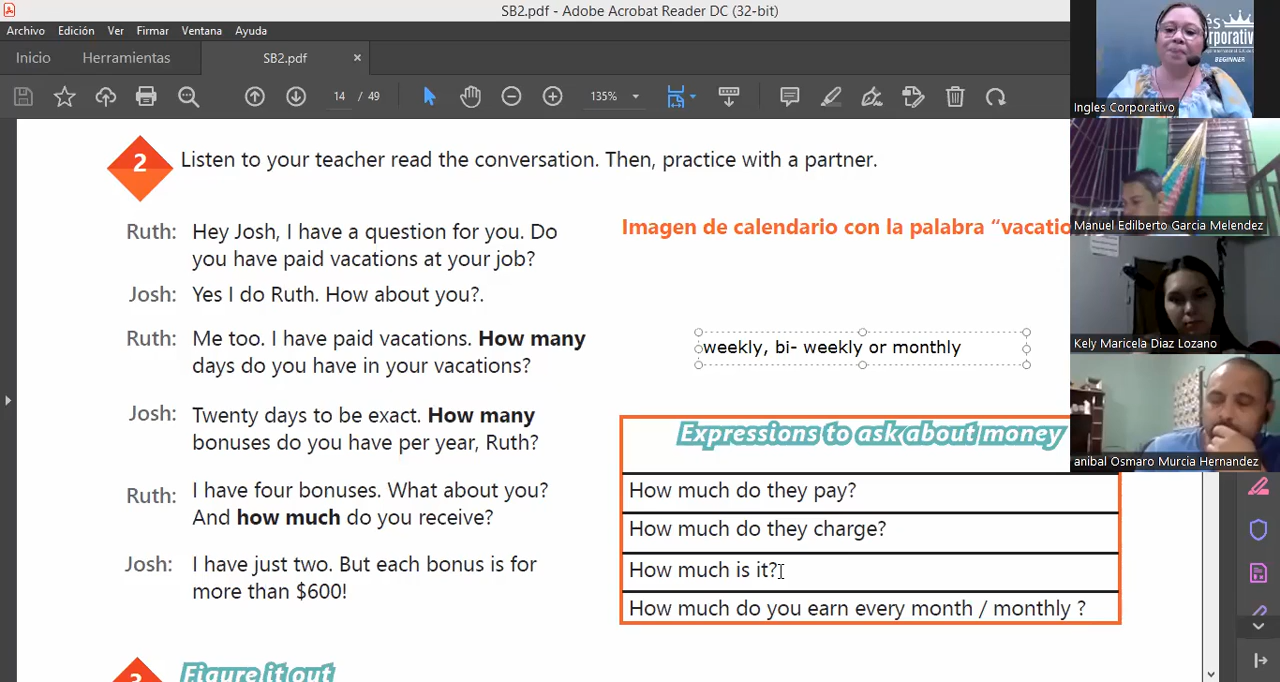 SB2.pdf - Adobe Acrobat Reader DC (32-bit)
Archivo Edición Ver Firmar Ventana Ayuda
Inicio Herramientas SB2.pdf ×
14 / 49 135%
2 Listen to your teacher read the conversation. Then, practice with a partner.
Ruth: Hey Josh, I have a question for you. Do
you have paid vacations at your job?
Josh: Yes I do Ruth. How about you?.
Ruth: Me too. I have paid vacations. How many
days do you have in your vacations?
Josh: Twenty days to be exact. How many
bonuses do you have per year, Ruth?
Ruth: I have four bonuses. What about you?
And how much do you receive?
Josh: I have just two. But each bonus is for
more than $600!
Imagen de calendario con la palabra “vacatio
weekly, bi- weekly or monthly
Expressions to ask about money
How much do they pay?
How much do they charge?
How much is it?
How much do you earn every month / monthly ?
3 Figure it out
és
orporativo
BEGINNER
Ingles Corporativo
Manuel Edilberto Garcia Melendez
Kely Maricela Diaz Lozano
anibal Osmaro Murcia Hernandez